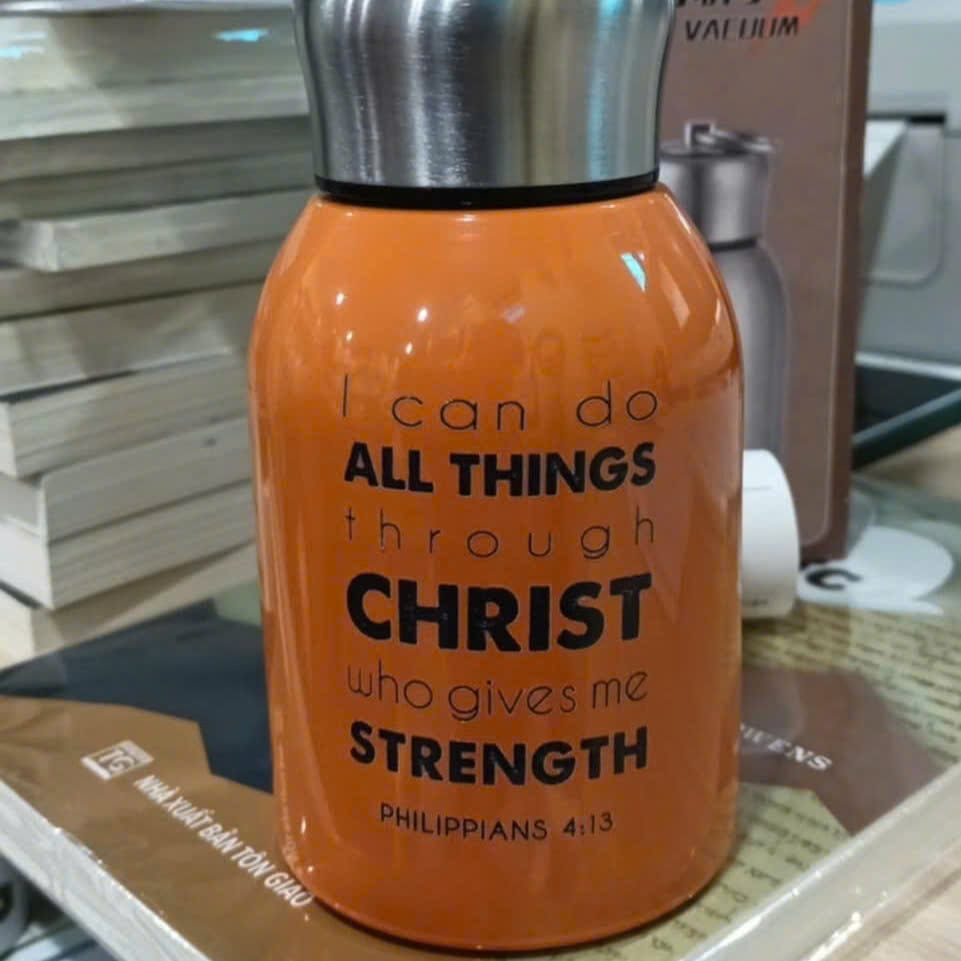 VACUUM
I can do
ALL THINGS
through
CHRIST
who gives me
STRENGTH
PHILIPPIANS 4:13
TG
NHÀ XUẤT BẢN TÔN GIÁO
C